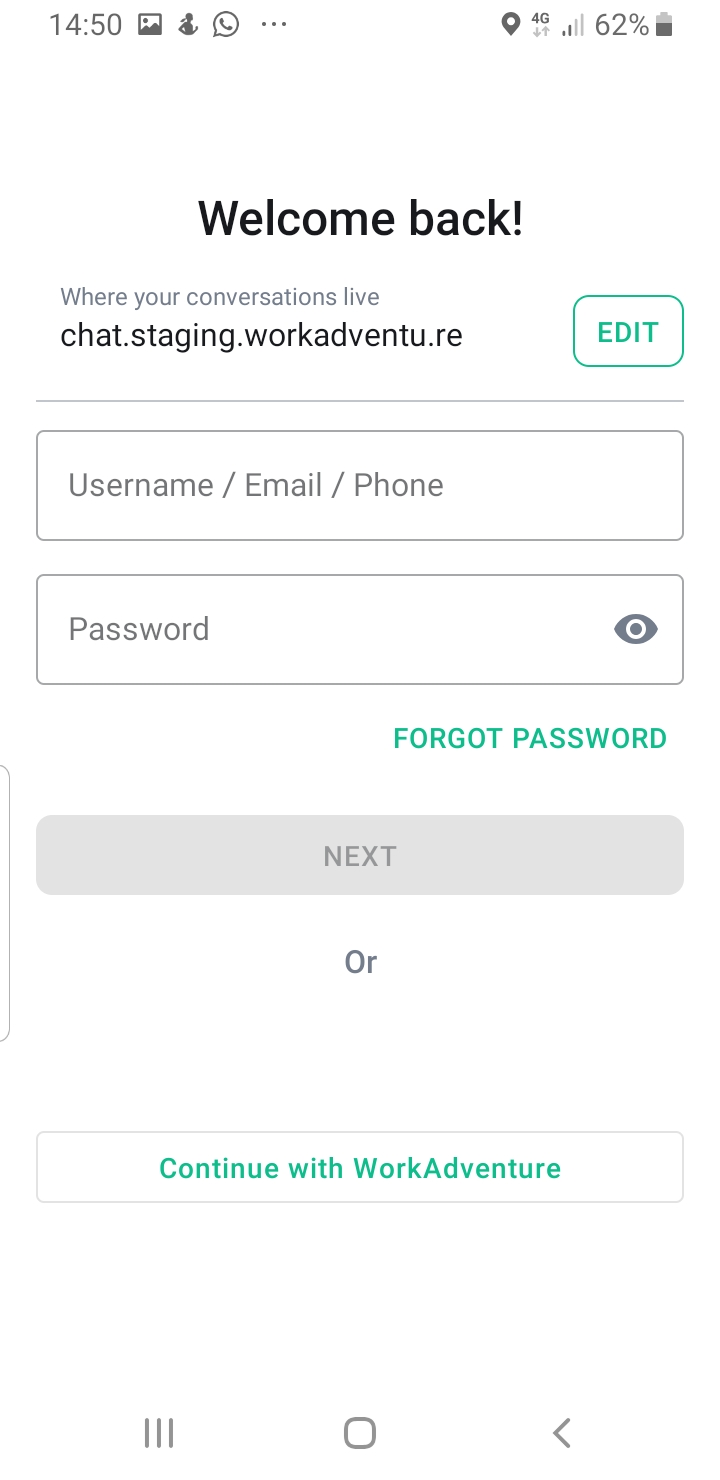 14:50
4G
62%
Welcome back!
Where your conversations live
chat.staging.workadventu.re
EDIT
Username / Email / Phone
Password
FORGOT PASSWORD
NEXT
Or
Continue with WorkAdventure